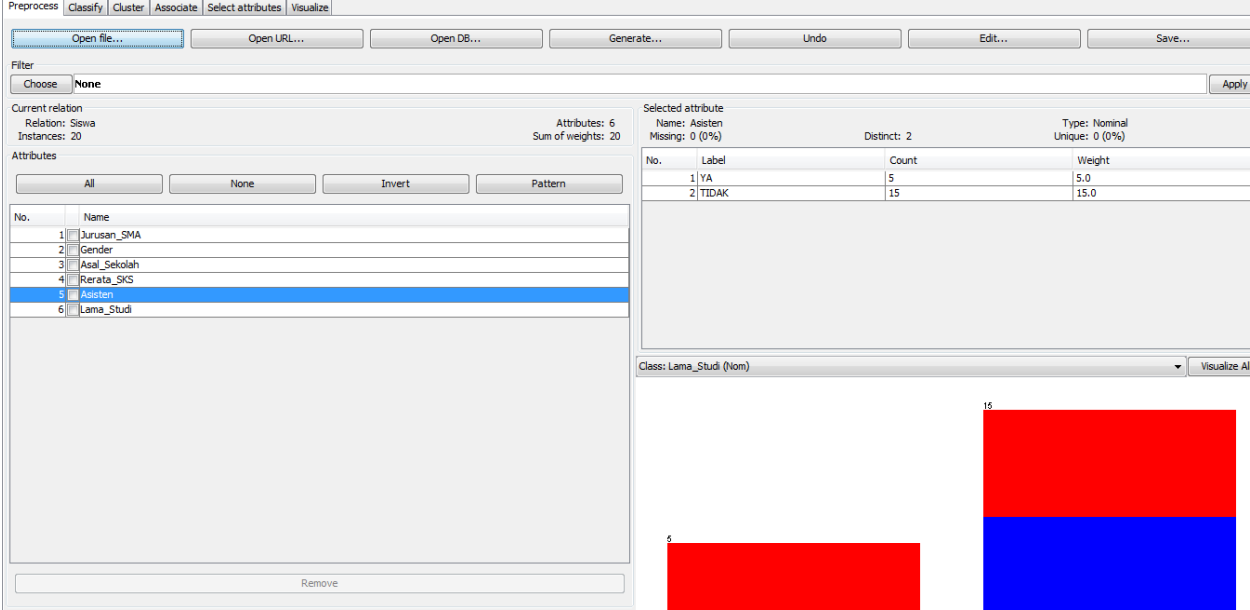 Preprocess Classify Cluster Associate Select attributes Visualize
Open file... Open URL... Open DB... Generate... Undo Edit... Save...
Filter
Choose None Apply
Current relation
Relation: Siswa Attributes: 6
Instances: 20 Sum of weights: 20
Attributes
All None Invert Pattern
No. Name
1 Jurusan_SMA
2 Gender
3 Asal_Sekolah
4 Rerata_SKS
5 Asisten
6 Lama_Studi
Remove
Selected attribute
Name: Asisten Type: Nominal
Missing: 0 (0%) Distinct: 2 Unique: 0 (0%)
No. Label Count Weight
1 YA 5 5.0
2 TIDAK 15 15.0
Class: Lama_Studi (Nom) Visualize Al
15
5